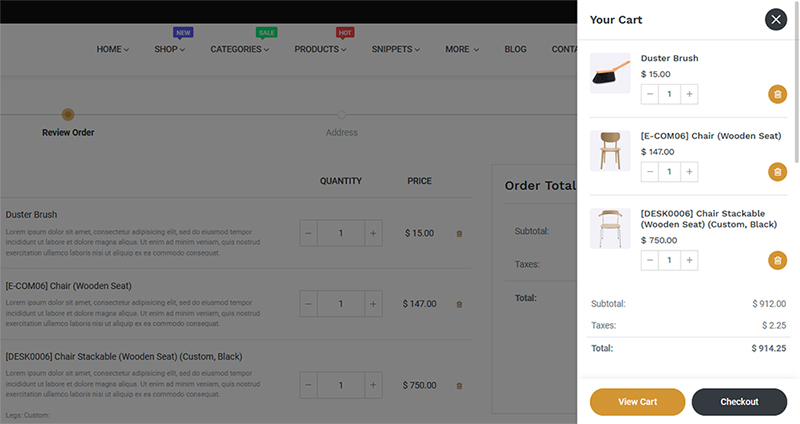 NEW
SALE
HOT
HOME
SHOP
CATEGORIES
PRODUCTS
SNIPPETS
MORE
BLOG
CONTA
Review Order
Address
QUANTITY
PRICE
Duster Brush
Lorem ipsum dolor sit amet, consectetur adipisicing elit, sed do eiusmod tempor
incididunt ut labore et dolore magna aliqua. Ut enim ad minim veniam, quis nostrud
exercitation ullamco laboris nisi ut aliquip ex ea commodo consequat.
1
$ 15.00
[E-COM06] Chair (Wooden Seat)
Lorem ipsum dolor sit amet, consectetur adipisicing elit, sed do eiusmod tempor
incididunt ut labore et dolore magna aliqua. Ut enim ad minim veniam, quis nostrud
exercitation ullamco laboris nisi ut aliquip ex ea commodo consequat.
1
$ 147.00
[DESK0006] Chair Stackable (Wooden Seat) (Custom, Black)
Lorem ipsum dolor sit amet, consectetur adipisicing elit, sed do eiusmod tempor
incididunt ut labore et dolore magna aliqua. Ut enim ad minim veniam, quis nostrud
exercitation ullamco laboris nisi ut aliquip ex ea commodo consequat.
Legs: Custom:
1
$ 750.00
Order Total
Subtotal:
Taxes:
Total:
Your Cart
Duster Brush
$ 15.00
1
[E-COM06] Chair (Wooden Seat)
$ 147.00
1
[DESK0006] Chair Stackable
(Wooden Seat) (Custom, Black)
$ 750.00
1
Subtotal: $ 912.00
Taxes: $ 2.25
Total: $ 914.25
View Cart
Checkout